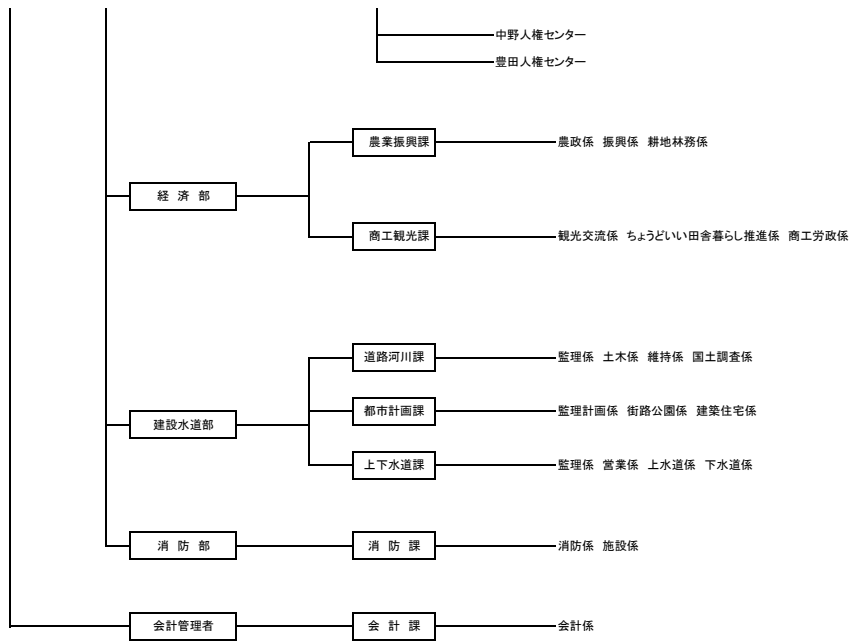 中野人権センター
豊田人権センター
農業振興課 農政係 振興係 耕地林務係
経済部
商工観光課 観光交流係 ちょうどいい田舎暮らし推進係 商工労政係
道路河川課 監理係 土木係 維持係 国土調査係
都市計画課 監理計画係 街路公園係 建築住宅係
建設水道部
上下水道課 監理係 営業係 上水道係 下水道係
消防部 消防課 消防係 施設係
会計管理者 会計課 会計係